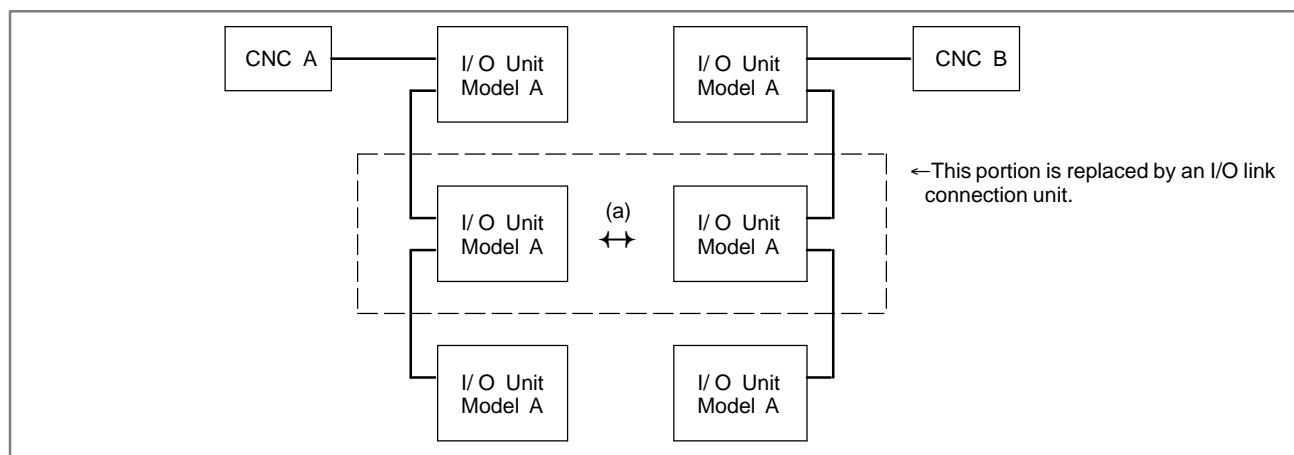 CNC A
I/O Unit
Model A
I/O Unit
Model A
CNC B
←This portion is replaced by an I/O link
connection unit.
I/O Unit
Model A
(a)
I/O Unit
Model A
I/O Unit
Model A
I/O Unit
Model A